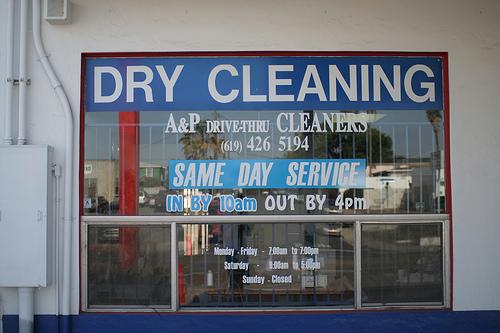 DRY CLEANING
A&P DRIVE-THRU CLEANERS
(619) 426 5194
SAME DAY SERVICE
IN BY 10am OUT BY 4pm
Monday - Friday - 7:00am to 7:00pm
Saturday - 8:00am to 5:00pm
Sunday - Closed